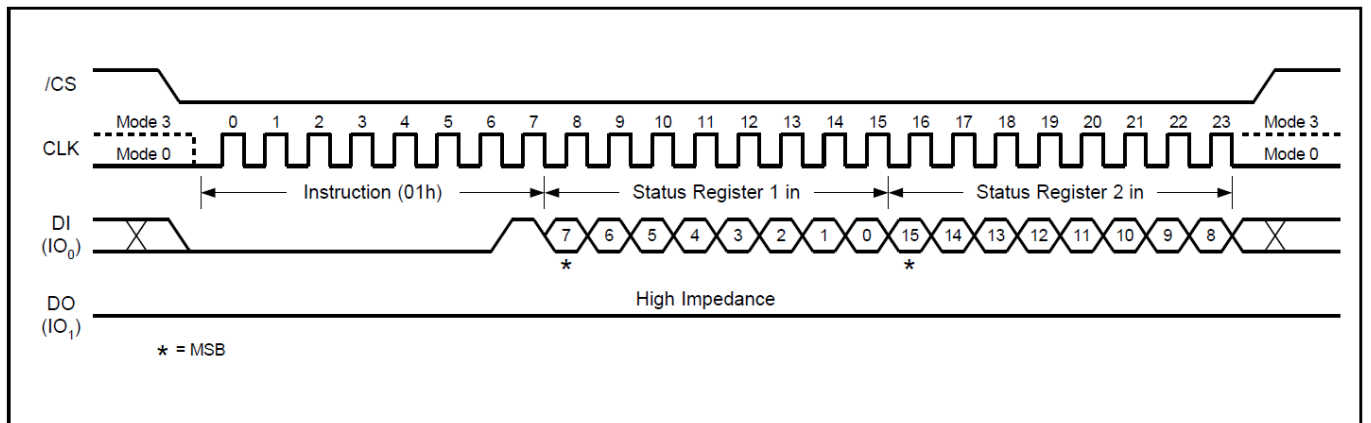 /CS
Mode 3 0 1 2 3 4 5 6 7 8 9 10 11 12 13 14 15 16 17 18 19 20 21 22 23 Mode 3
CLK Mode 0 Mode 0
Instruction (01h) Status Register 1 in Status Register 2 in
DI
(IO0) 7 6 5 4 3 2 1 0 15 14 13 12 11 10 9 8
* *
DO High Impedance
(IO1)
* = MSB